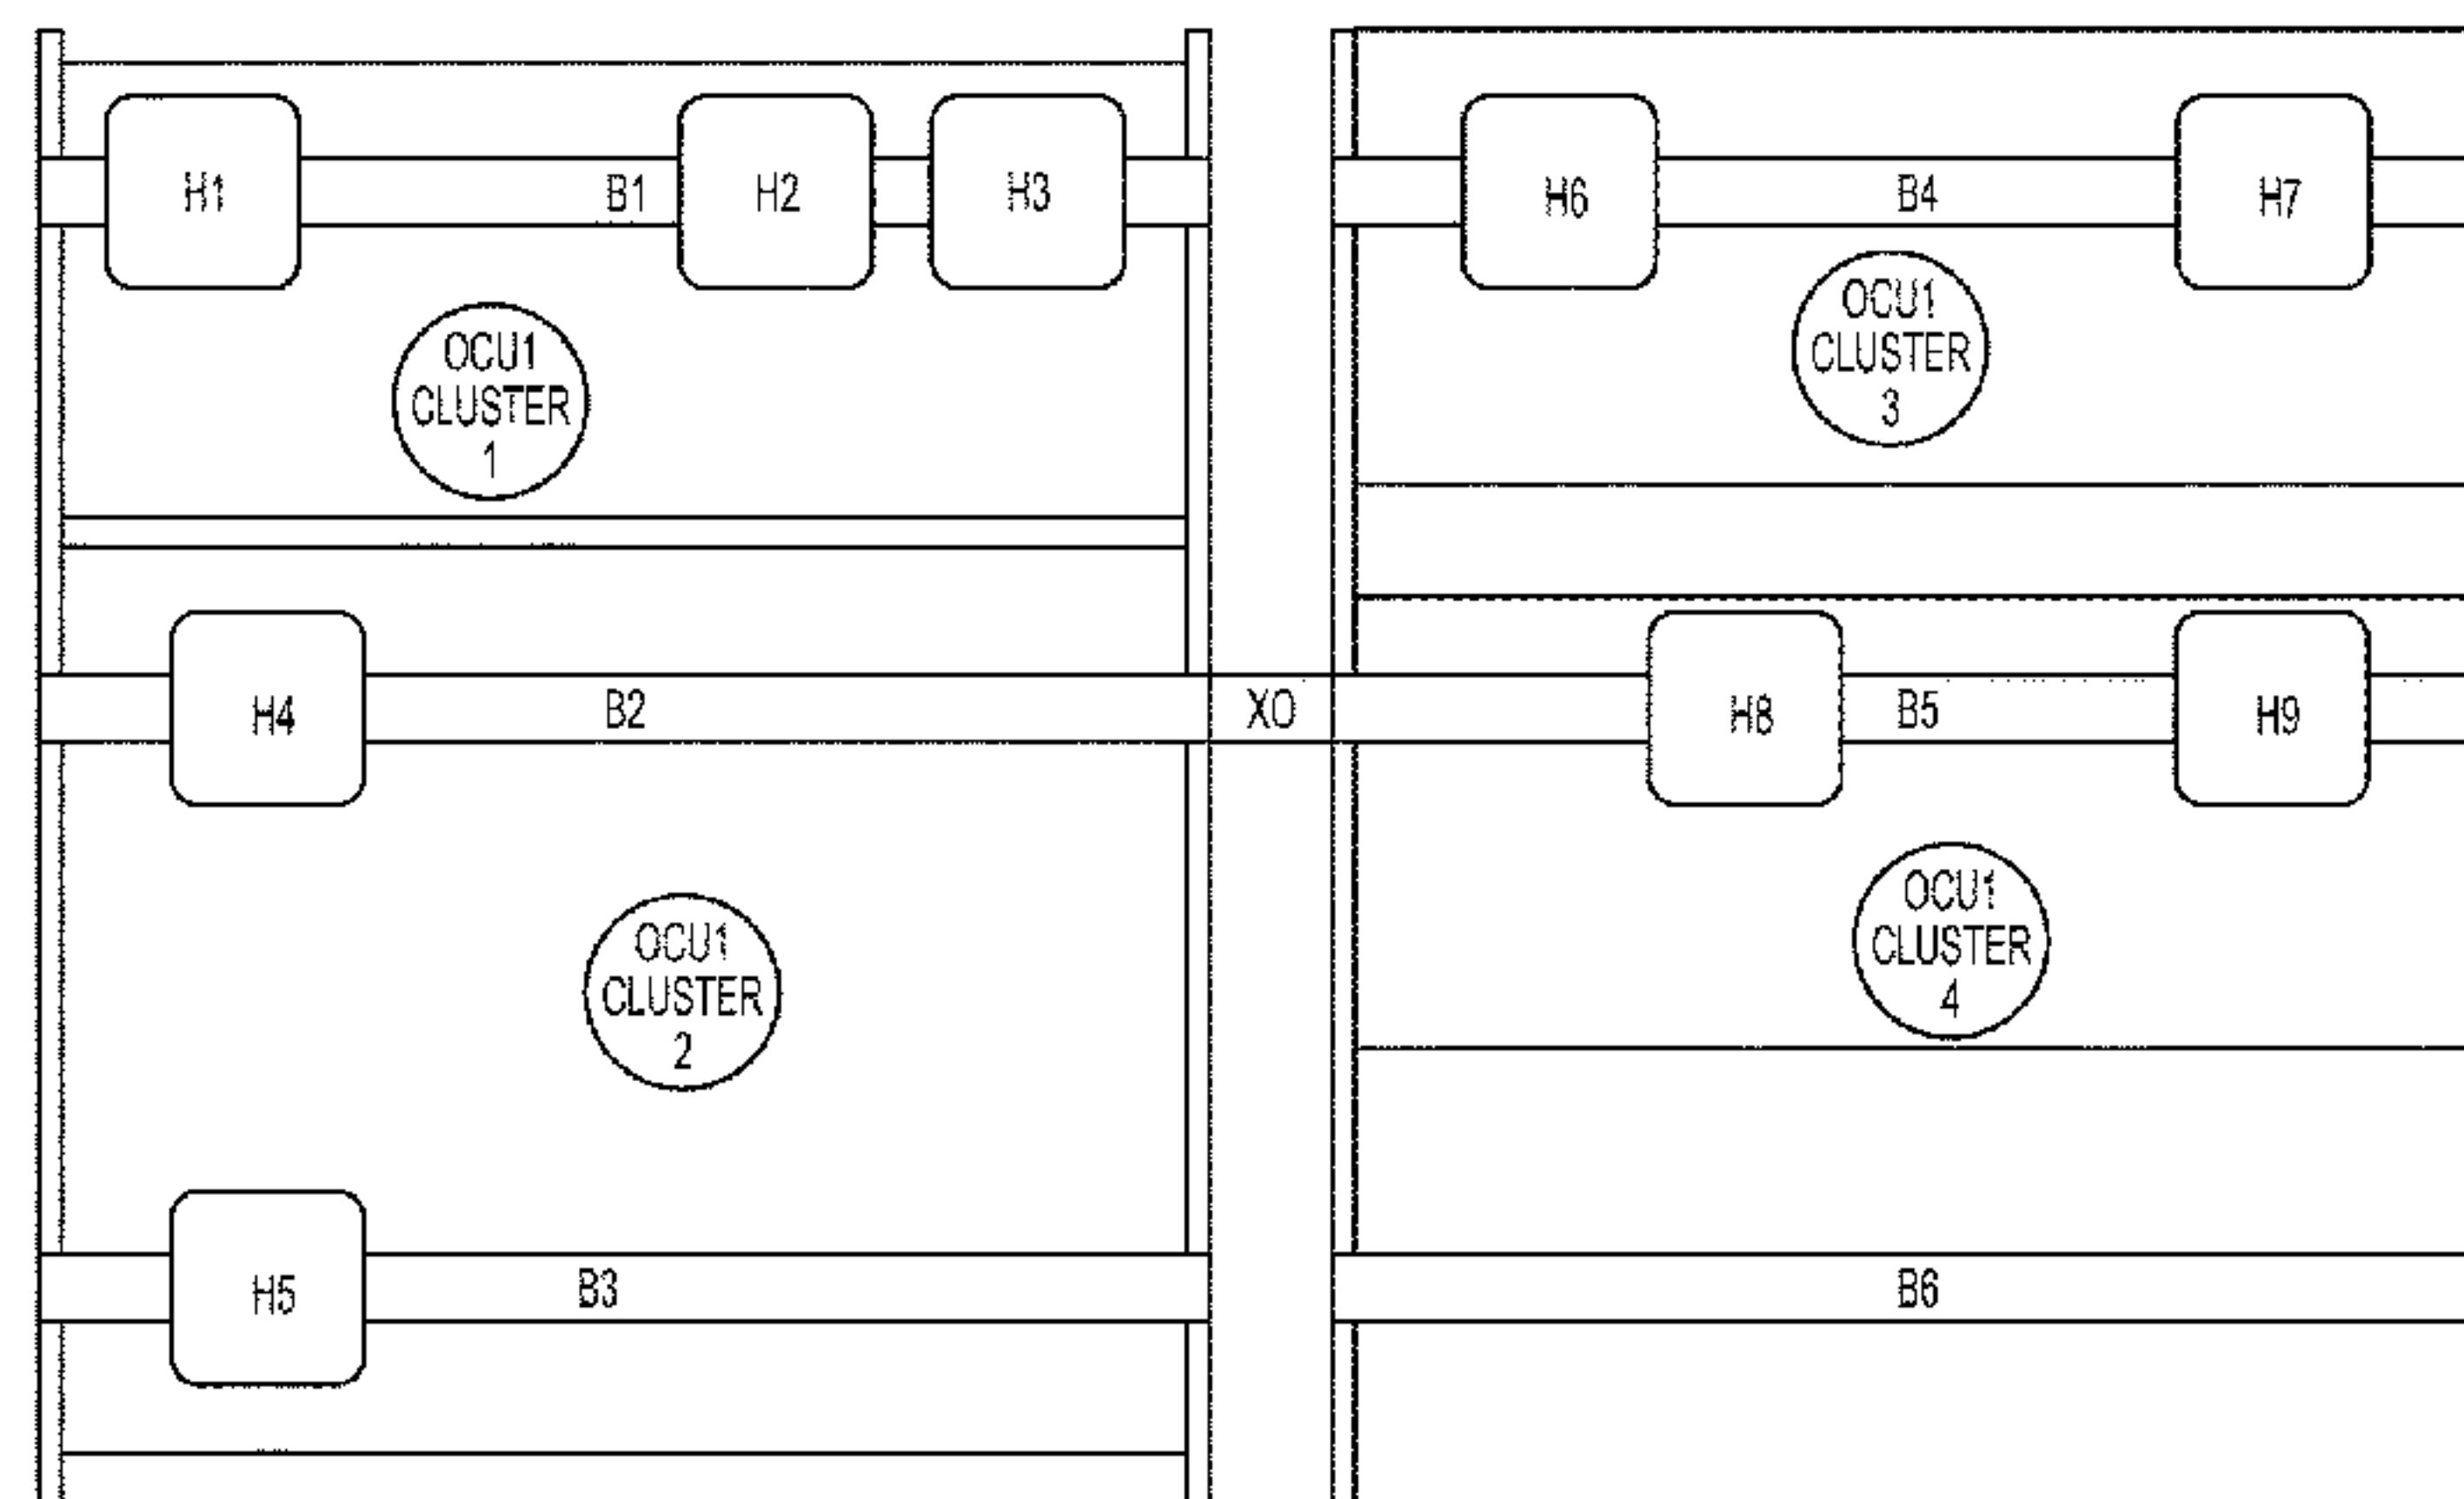 H1
B1
H2
H3
H6
B4
H7
OCU1
CLUSTER
1
OCU1
CLUSTER
3
H4
B2
XO
H8
B5
H9
OCU1
CLUSTER
2
OCU1
CLUSTER
4
H5
B3
B6